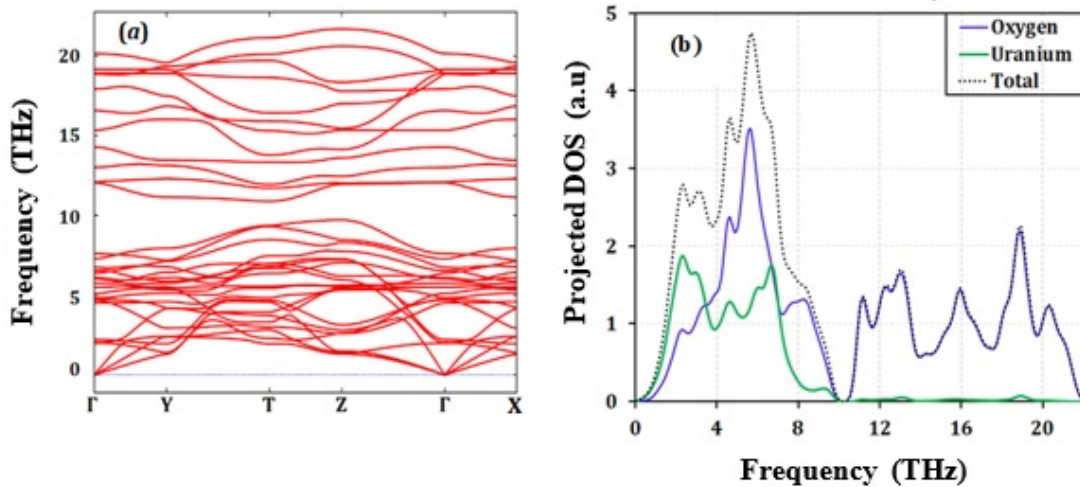 (a)
Frequency (THz)
20
15
10
5
0
Γ
Y
T
Z
Γ
X
(b)
Oxygen
Uranium
Total
Projected DOS (a.u)
5
4
3
2
1
0
0
4
8
12
16
20
Frequency (THz)